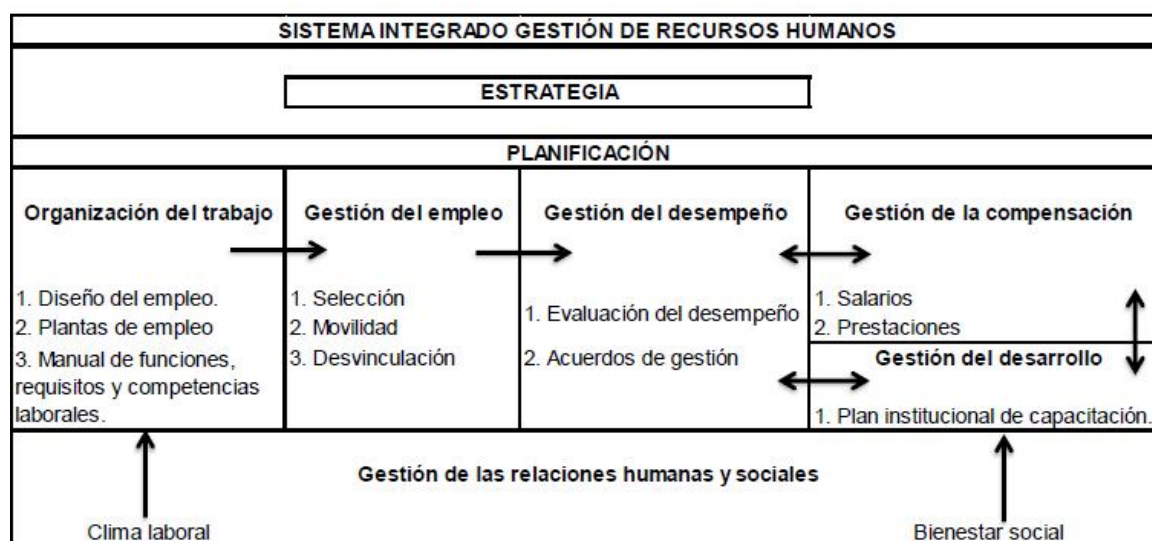 SISTEMA INTEGRADO GESTIÓN DE RECURSOS HUMANOS
ESTRATEGIA
PLANIFICACIÓN
Organización del trabajo
1. Diseño del empleo.
2. Plantas de empleo
3. Manual de funciones,
requisitos y competencias
laborales.
Gestión del empleo
1. Selección
2. Movilidad
3. Desvinculación
Gestión del desempeño
1. Evaluación del desempeño
2. Acuerdos de gestión
Gestión de la compensación
1. Salarios
2. Prestaciones
Gestión del desarrollo
1. Plan institucional de capacitación.
Gestión de las relaciones humanas y sociales
Clima laboral
Bienestar social